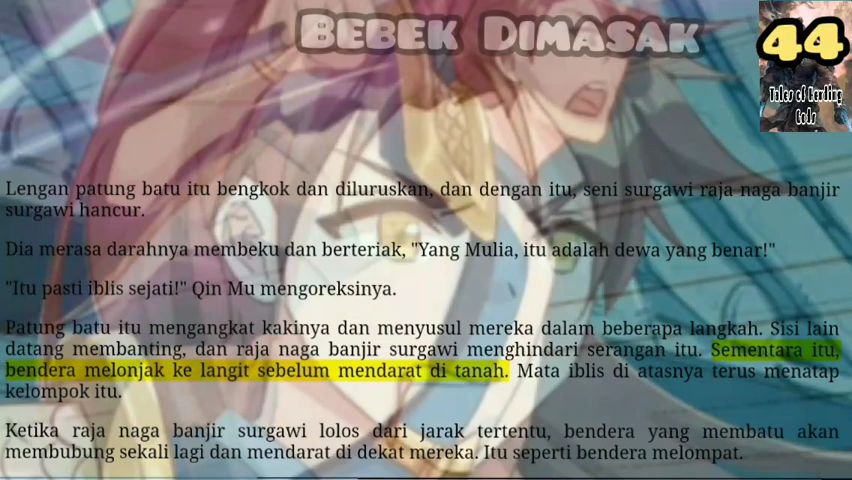 BEBEK DIMASAK
44
Tales of Herding
Gods
Lengan patung batu itu bengkok dan diluruskan, dan dengan itu, seni surgawi raja naga banjir
surgawi hancur.
Dia merasa darahnya membeku dan berteriak, "Yang Mulia, itu adalah dewa yang benar!"
"Itu pasti iblis sejati!" Qin Mu mengoreksinya.
Patung batu itu mengangkat kakinya dan menyusul mereka dalam beberapa langkah. Sisi lain
datang membanting, dan raja naga banjir surgawi menghindari serangan itu. Sementara itu,
bendera melonjak ke langit sebelum mendarat di tanah. Mata iblis di atasnya terus menatap
kelompok itu.
Ketika raja naga banjir surgawi lolos dari jarak tertentu, bendera yang membatu akan
membubung sekali lagi dan mendarat di dekat mereka. Itu seperti bendera melompat.